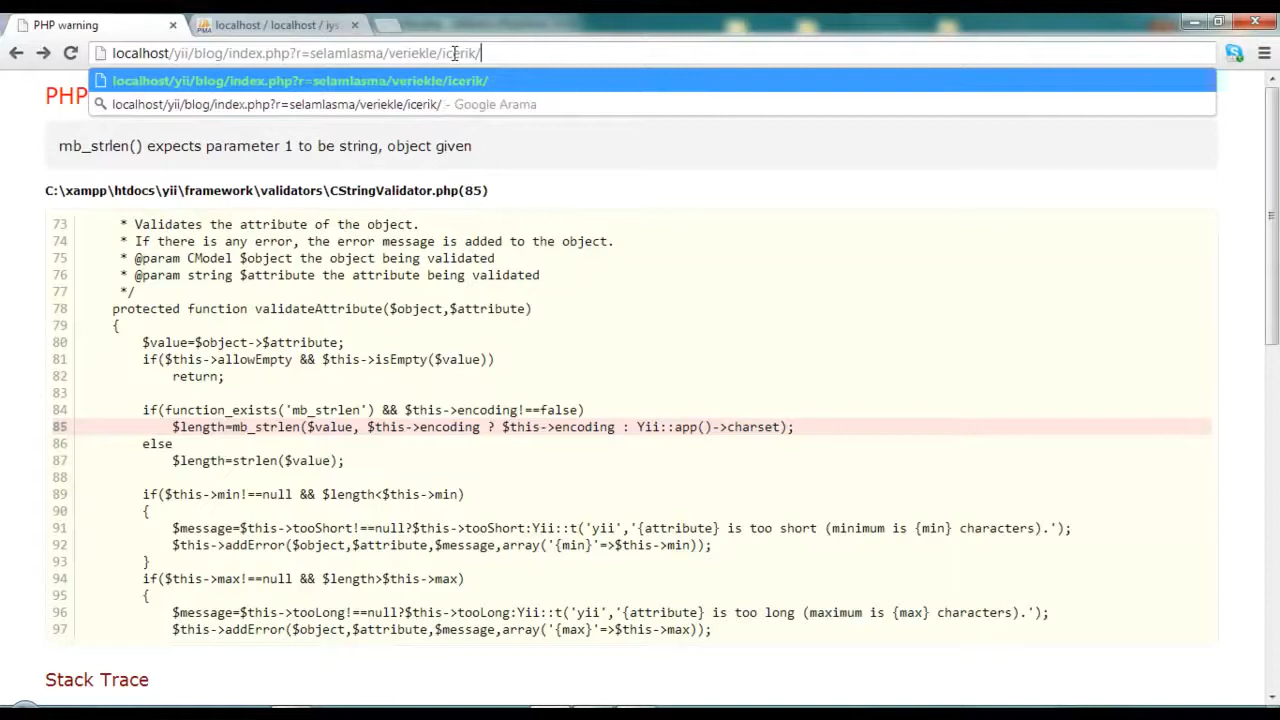 PHP warning
localhost / localhost / iys
localhost/yii/blog/index.php?r=selamlasma/veriekle/icerik/
localhost/yii/blog/index.php?r=selamlasma/veriekle/icerik/
localhost/yii/blog/index.php?r=selamlasma/veriekle/icerik/ - Google Arama
PHP
mb_strlen() expects parameter 1 to be string, object given
C:\xampp\htdocs\yii\framework\validators\CStringValidator.php(85)
73 * Validates the attribute of the object.
74 * If there is any error, the error message is added to the object.
75 * @param CModel $object the object being validated
76 * @param string $attribute the attribute being validated
77 */
78 protected function validateAttribute($object,$attribute)
79 {
80 $value=$object->$attribute;
81 if($this->allowEmpty && $this->isEmpty($value))
82 return;
83
84 if(function_exists('mb_strlen') && $this->encoding!==false)
85 $length=mb_strlen($value, $this->encoding ? $this->encoding : Yii::app()->charset);
86 else
87 $length=strlen($value);
88
89 if($this->min!==null && $length<$this->min)
90 {
91 $message=$this->tooShort!==null?$this->tooShort:Yii::t('yii','{attribute} is too short (minimum is {min} characters).');
92 $this->addError($object,$attribute,$message,array('{min}'=>$this->min));
93 }
94 if($this->max!==null && $length>$this->max)
95 {
96 $message=$this->tooLong!==null?$this->tooLong:Yii::t('yii','{attribute} is too long (maximum is {max} characters).');
97 $this->addError($object,$attribute,$message,array('{max}'=>$this->max));
Stack Trace